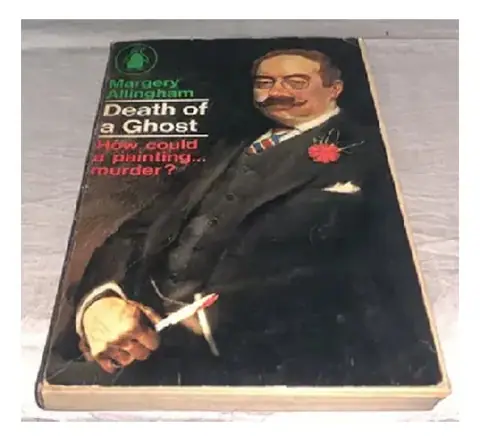 Margery
Allingham
Death of
a Ghost
How could
a painting...
murder?